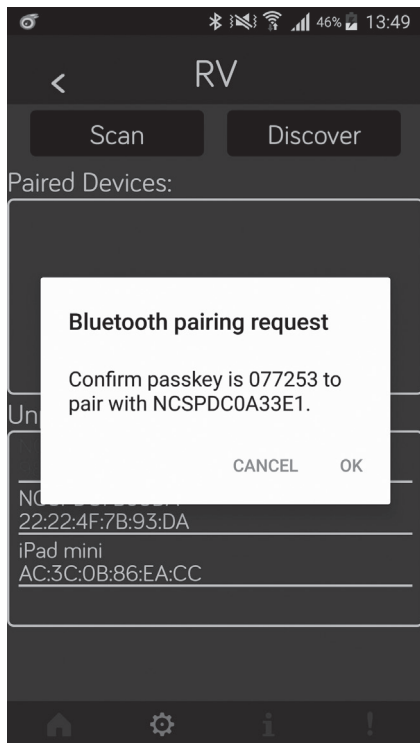 46% 13:49
RV
Scan Discover
Paired Devices:
Bluetooth pairing request
Confirm passkey is 077253 to
pair with NCSPDC0A33E1.
CANCEL OK
22:22:4F:7B:93:DA
iPad mini
AC:3C:0B:86:EA:CC